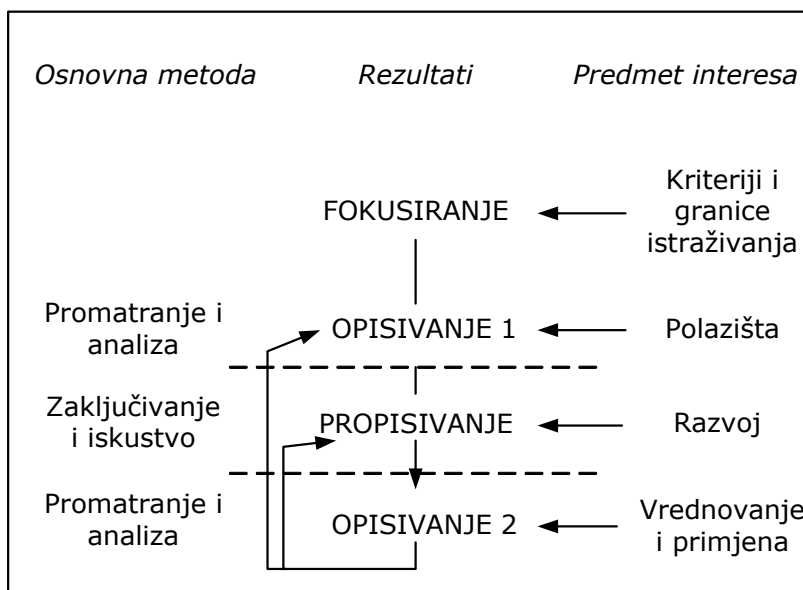 Osnovna metoda
Rezultati
Predmet interesa
FOKUSIRANJE
Kriteriji i
granice
istraživanja
Promatranje i
analiza
OPISIVANJE 1
Polazišta
Zaključivanje
i iskustvo
PROPISIVANJE
Razvoj
Promatranje i
analiza
OPISIVANJE 2
Vrednovanje
i primjena